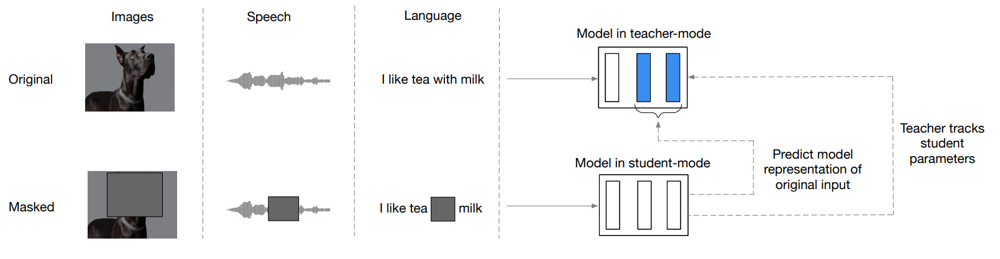 Images
Speech
Language
Model in teacher-mode
Original
I like tea with milk
Teacher tracks
student
parameters
Predict model
representation of
original input
Model in student-mode
Masked
I like tea milk